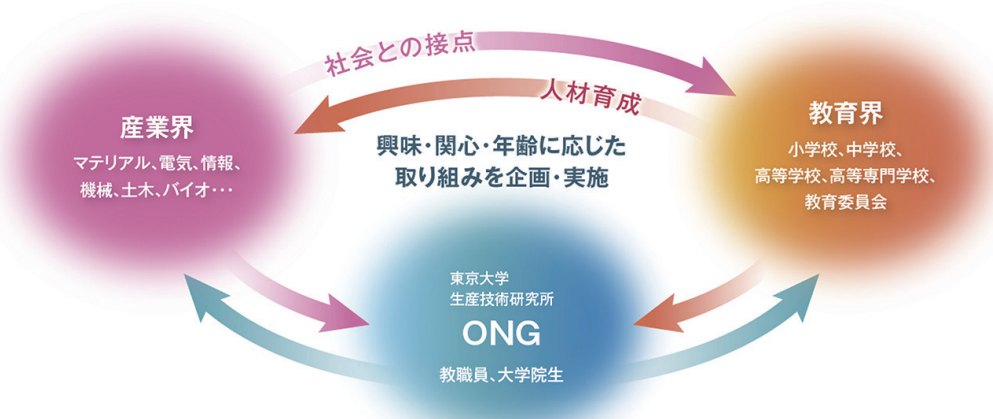 社会との接点
人材育成
産業界
マテリアル、電気、情報、
機械、土木、バイオ・・・
興味・関心・年齢に応じた
取り組みを企画・実施
教育界
小学校、中学校、
高等学校、高等専門学校、
教育委員会
東京大学
生産技術研究所
ONG
教職員、大学院生